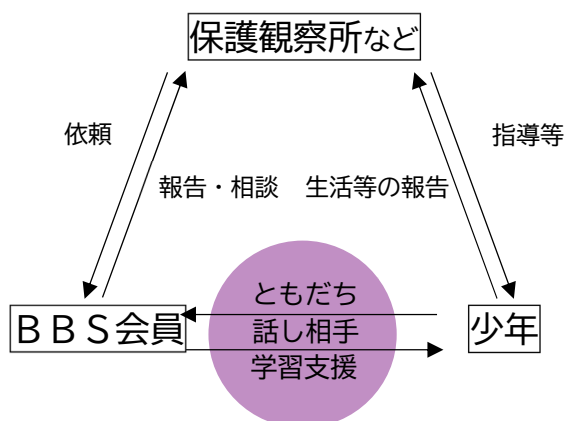 保護観察所など
依頼
指導等
報告・相談
生活等の報告
ともだち
ＢＢＳ会員
話し相手
少年
学習支援